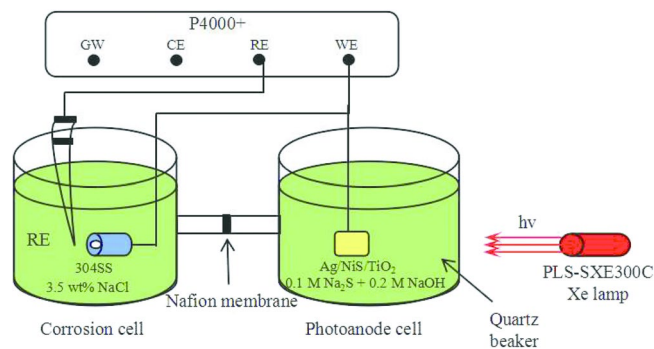 P4000+
GW CE RE WE
RE
304SS
3.5 wt% NaCl
Nafion membrane
Ag/NiS/TiO₂
0.1 M Na₂S + 0.2 M NaOH
hv
PLS-SXE300C
Xe lamp
Quartz
beaker
Corrosion cell
Photoanode cell